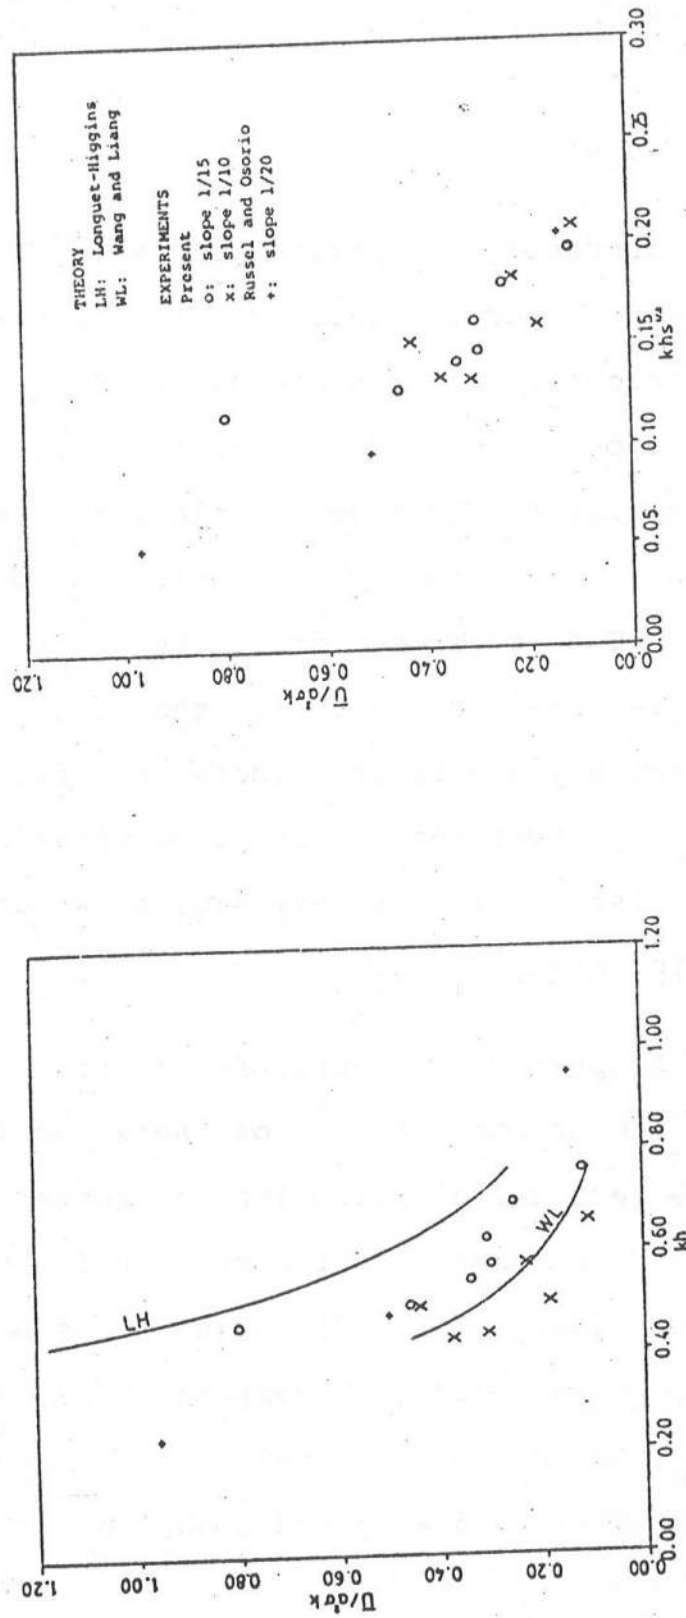 1.20
1.00
0.80
0.60
0.40
0.20
0.00
Ū/a²σk
LH
WL
0.00
0.20
0.40
0.60
0.80
1.00
1.20
kh
1.20
1.00
0.80
0.60
0.40
0.20
0.00
Ū/a²σk
THEORY
LH: Longuet-Higgins
WL: Wang and Liang
EXPERIMENTS
Present
o: slope 1/15
x: slope 1/10
Russel and Osorio
+: slope 1/20
0.00
0.05
0.10
0.15
0.20
0.25
0.30
khs